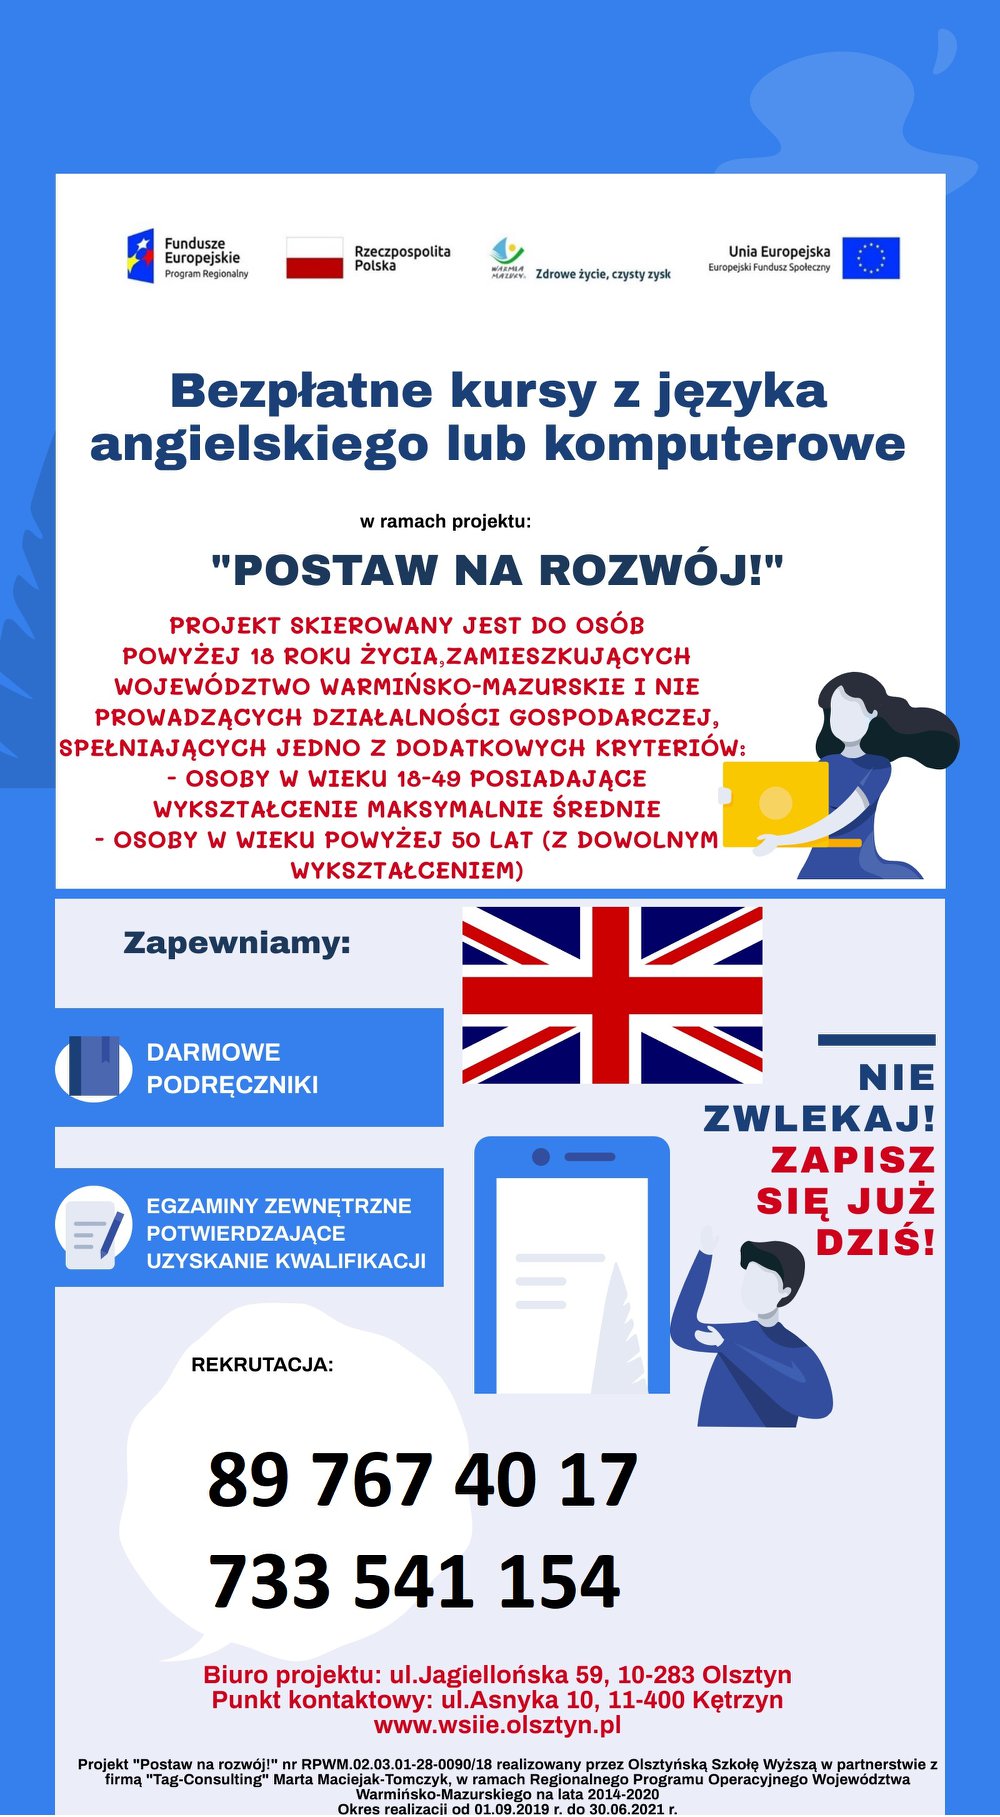 Fundusze
Europejskie
Program Regionalny
Rzeczpospolita
Polska
WARMIA
MAZURY
Zdrowe życie, czysty zysk
Unia Europejska
Europejski Fundusz Społeczny
Bezpłatne kursy z języka
angielskiego lub komputerowe
w ramach projektu:
"POSTAW NA ROZWÓJ!"
PROJEKT SKIEROWANY JEST DO OSÓB
POWYŻEJ 18 ROKU ŻYCIA,ZAMIESZKUJĄCYCH
WOJEWÓDZTWO WARMIŃSKO-MAZURSKIE I NIE
PROWADZĄCYCH DZIAŁALNOŚCI GOSPODARCZEJ,
SPEŁNIAJĄCYCH JEDNO Z DODATKOWYCH KRYTERIÓW:
- OSOBY W WIEKU 18-49 POSIADAJĄCE
WYKSZTAŁCENIE MAKSYMALNIE ŚREDNIE
- OSOBY W WIEKU POWYŻEJ 50 LAT (Z DOWOLNYM
WYKSZTAŁCENIEM)
Zapewniamy:
DARMOWE
PODRĘCZNIKI
EGZAMINY ZEWNĘTRZNE
POTWIERDZAJĄCE
UZYSKANIE KWALIFIKACJI
NIE
ZWLEKAJ!
ZAPISZ
SIĘ JUŻ
DZIŚ!
REKRUTACJA:
89 767 40 17
733 541 154
Biuro projektu: ul.Jagiellońska 59, 10-283 Olsztyn
Punkt kontaktowy: ul.Asnyka 10, 11-400 Kętrzyn
www.wsiie.olsztyn.pl
Projekt "Postaw na rozwój!" nr RPWM.02.03.01-28-0090/18 realizowany przez Olsztyńską Szkołę Wyższą w partnerstwie z
firmą "Tag-Consulting" Marta Maciejak-Tomczyk, w ramach Regionalnego Programu Operacyjnego Województwa
Warmińsko-Mazurskiego na lata 2014-2020
Okres realizacji od 01.09.2019 r. do 30.06.2021 r.